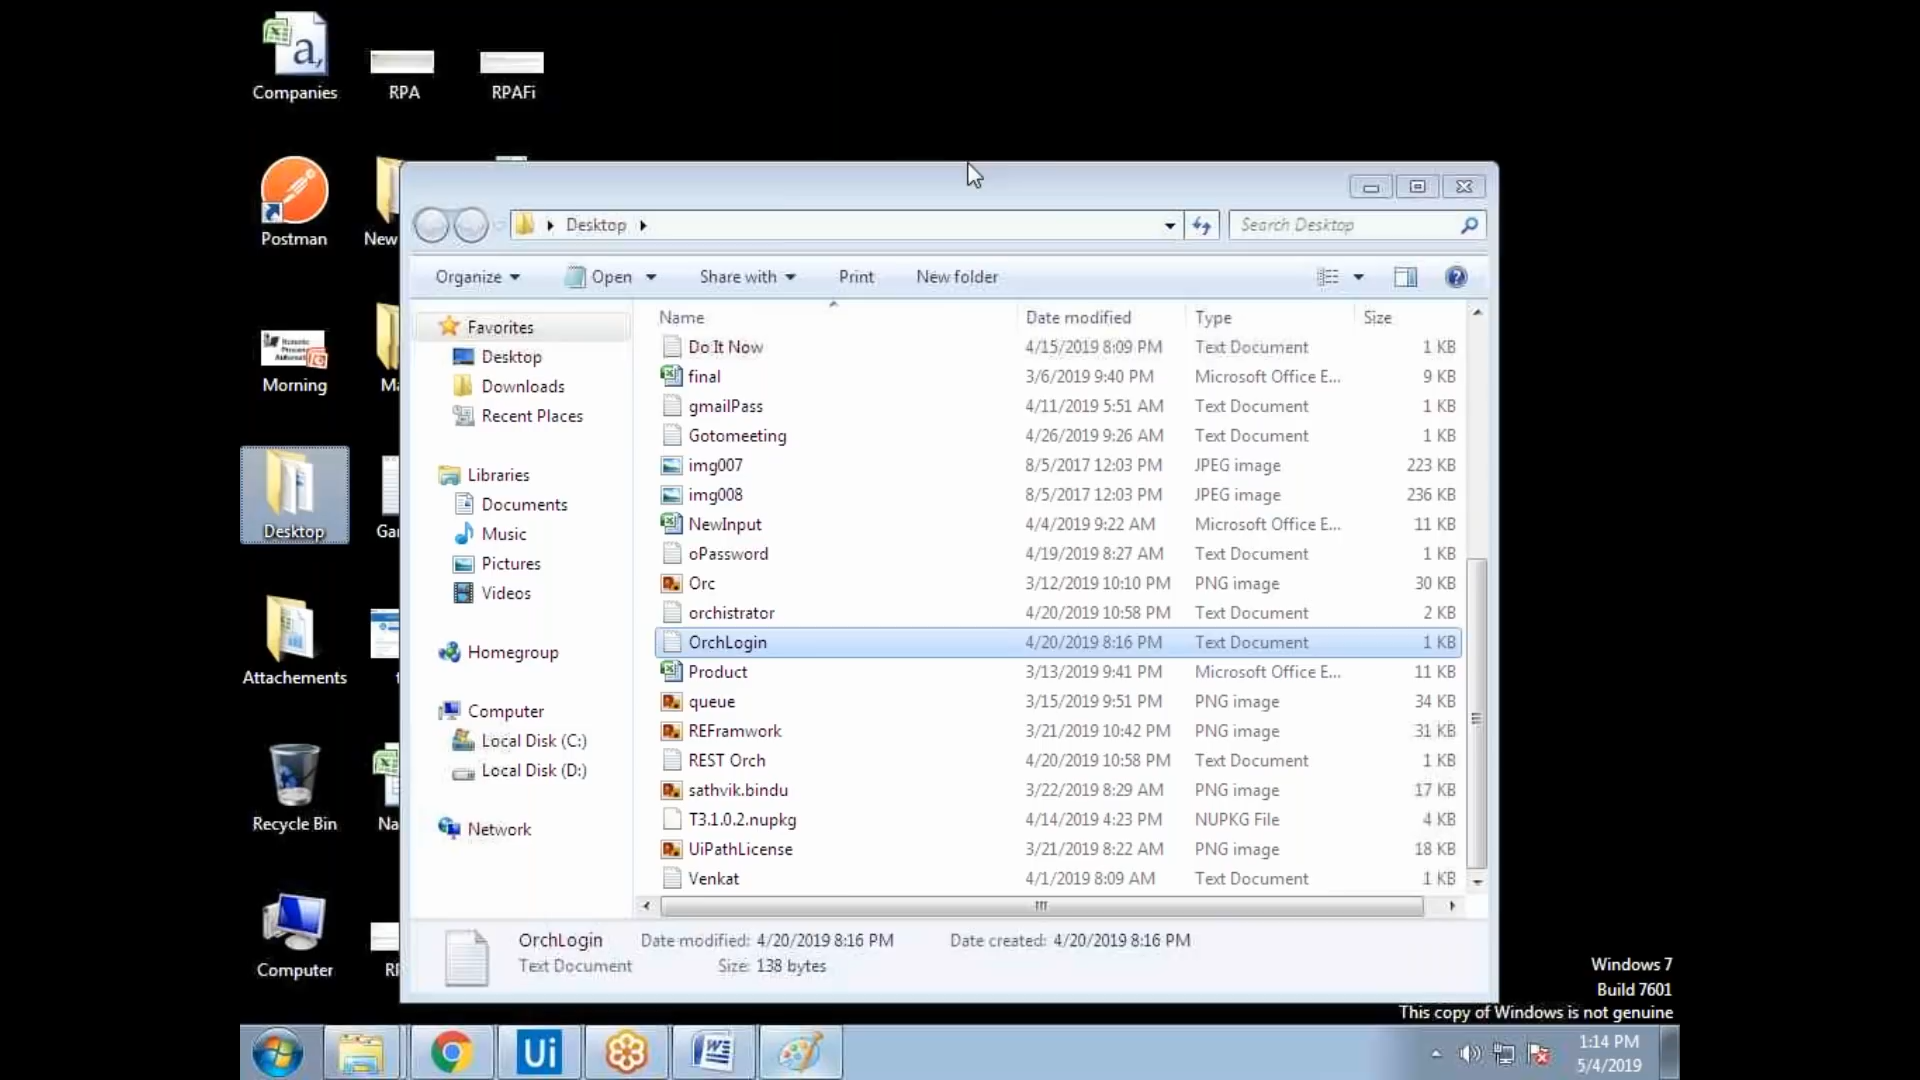 Companies
RPA
RPAFi
Postman
New
Morning
Desktop
Attachements
Recycle Bin
Computer
Desktop
Search Desktop
Organize Open Share with Print New folder
Favorites
Desktop
Downloads
Recent Places
Libraries
Documents
Music
Pictures
Videos
Homegroup
Computer
Local Disk (C:)
Local Disk (D:)
Network
Name Date modified Type Size
Do It Now 4/15/2019 8:09 PM Text Document 1 KB
final 3/6/2019 9:40 PM Microsoft Office E... 9 KB
gmailPass 4/11/2019 5:51 AM Text Document 1 KB
Gotomeeting 4/26/2019 9:26 AM Text Document 1 KB
img007 8/5/2017 12:03 PM JPEG image 223 KB
img008 8/5/2017 12:03 PM JPEG image 236 KB
NewInput 4/4/2019 9:22 AM Microsoft Office E... 11 KB
oPassword 4/19/2019 8:27 AM Text Document 1 KB
Orc 3/12/2019 10:10 PM PNG image 30 KB
orchistrator 4/20/2019 10:58 PM Text Document 2 KB
OrchLogin 4/20/2019 8:16 PM Text Document 1 KB
Product 3/13/2019 9:41 PM Microsoft Office E... 11 KB
queue 3/15/2019 9:51 PM PNG image 34 KB
REFramwork 3/21/2019 10:42 PM PNG image 31 KB
REST Orch 4/20/2019 10:58 PM Text Document 1 KB
sathvik.bindu 3/22/2019 8:29 AM PNG image 17 KB
T3.1.0.2.nupkg 4/14/2019 4:23 PM NUPKG File 4 KB
UiPathLicense 3/21/2019 8:22 AM PNG image 18 KB
Venkat 4/1/2019 8:09 AM Text Document 1 KB
OrchLogin Date modified: 4/20/2019 8:16 PM Date created: 4/20/2019 8:16 PM
Text Document Size: 138 bytes
Windows 7
Build 7601
This copy of Windows is not genuine
Ui
1:14 PM
5/4/2019